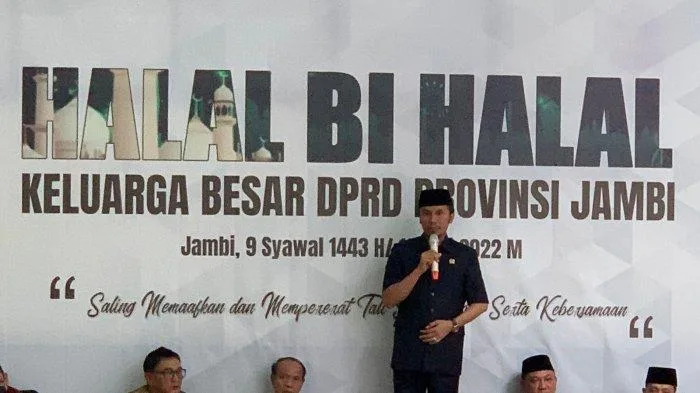 HALAL BI HALAL
KELUARGA BESAR DPRD PROVINSI JAMBI
Jambi, 9 Syawal 1443 H/ 2022 M
“ Saling Memaafkan dan Mempererat Tali Serta Kebersamaan “